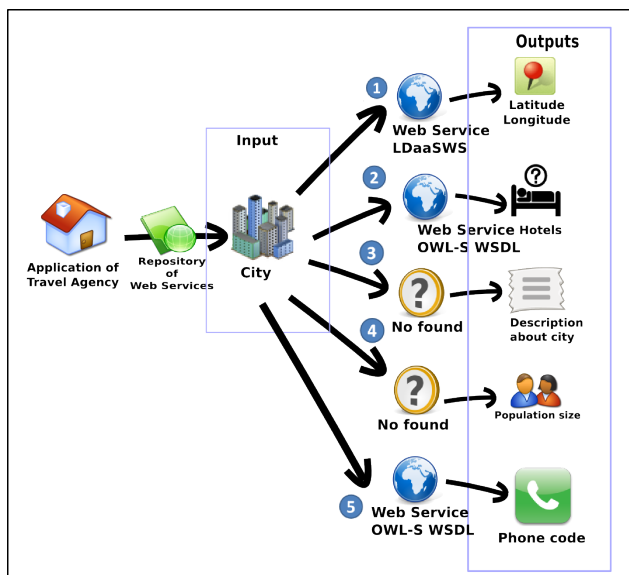 Outputs
1
Latitude
Longitude
Input
Web Service
LDaaSWS
2
?
Web Service
OWL-S WSDL
Hotels
Application of
Travel Agency
Repository
of
Web Services
City
3
?
No found
Description
about city
4
?
No found
Population size
5
Web Service
OWL-S WSDL
Phone code